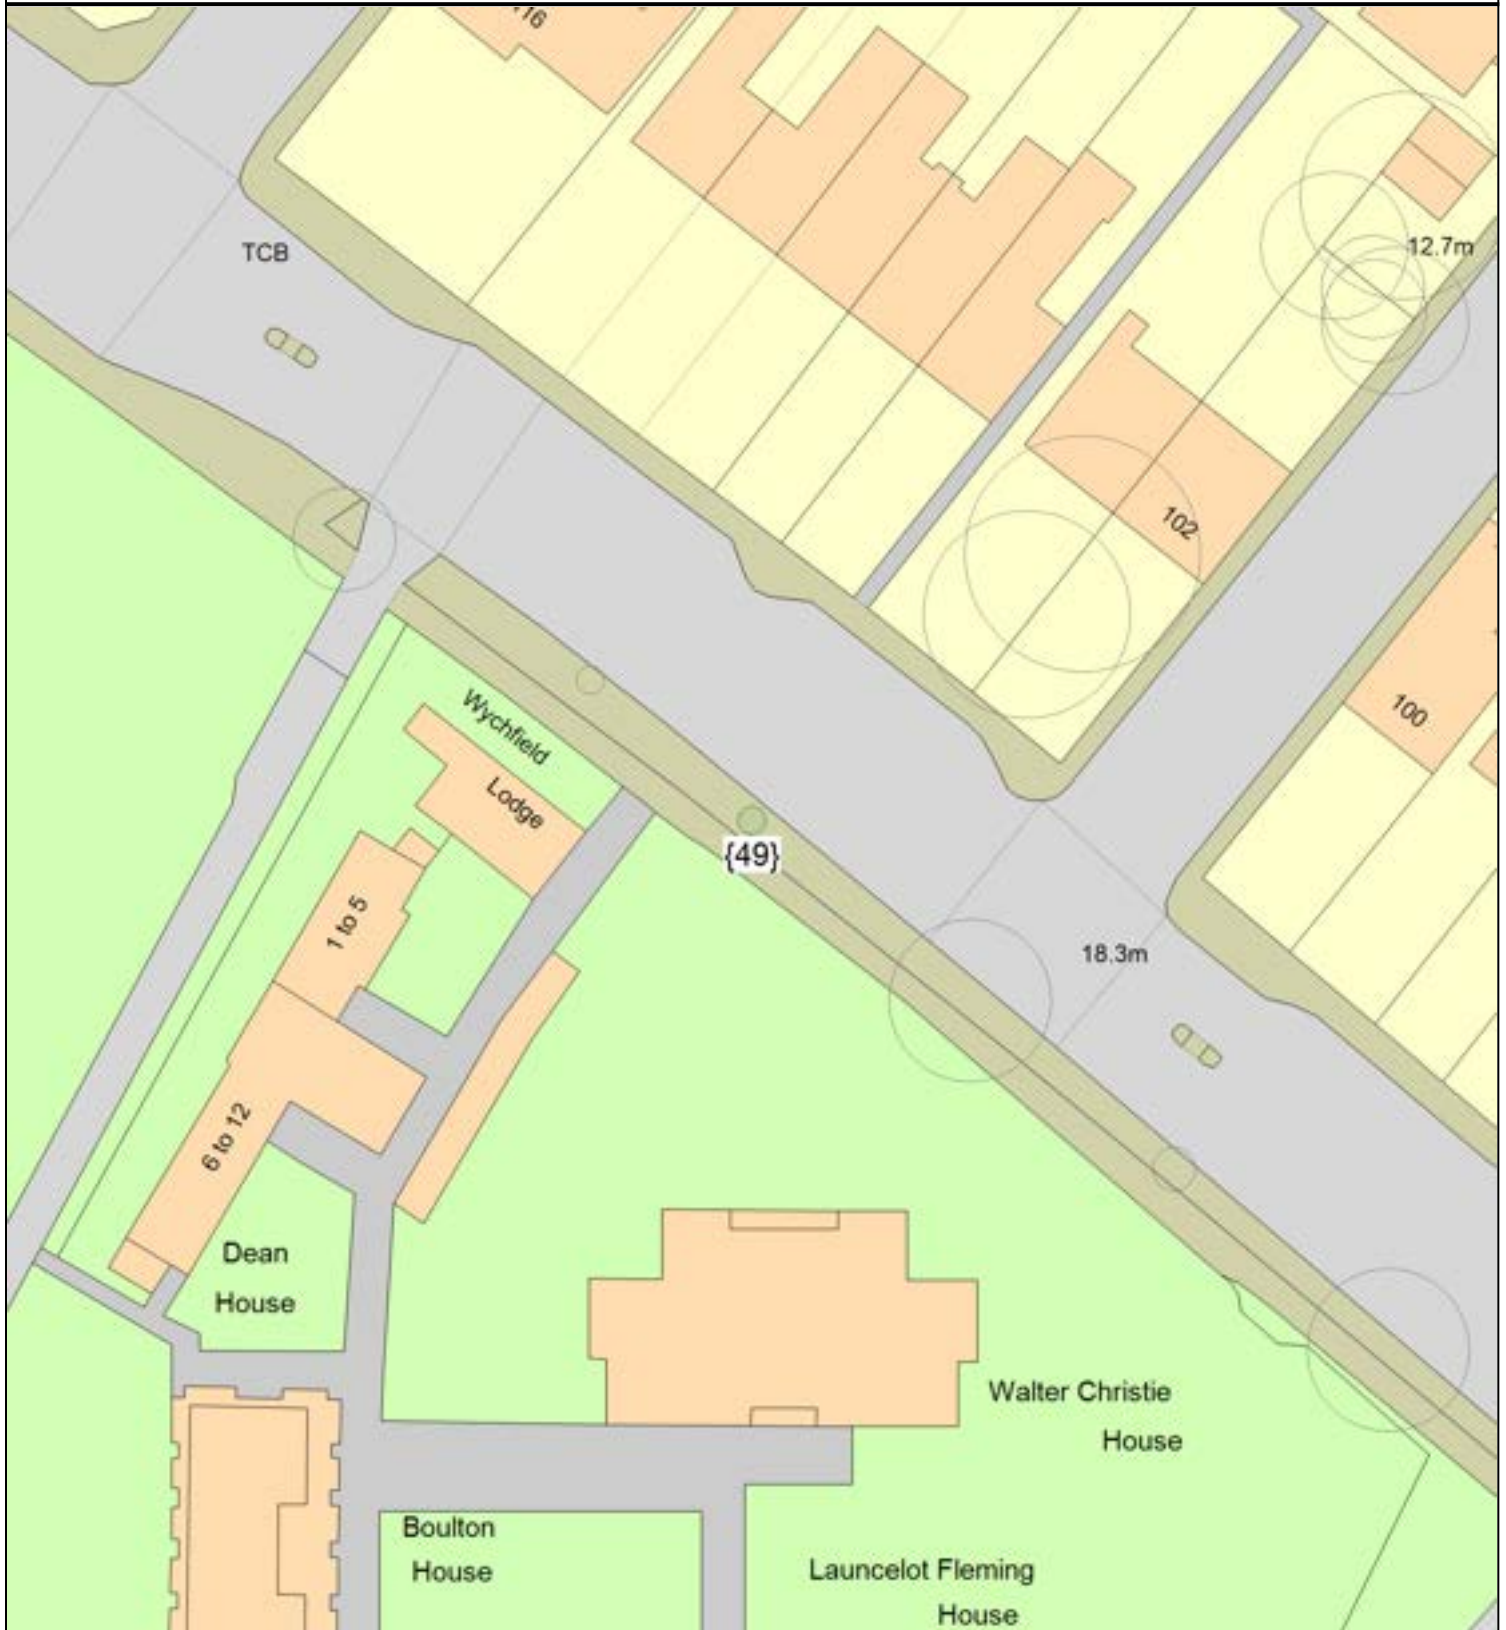 116
TCB
12.7m
102
100
Wychfield
Lodge
{49}
1 to 5
18.3m
6 to 12
Dean
House
Walter Christie
House
Boulton
House
Launcelot Fleming
House